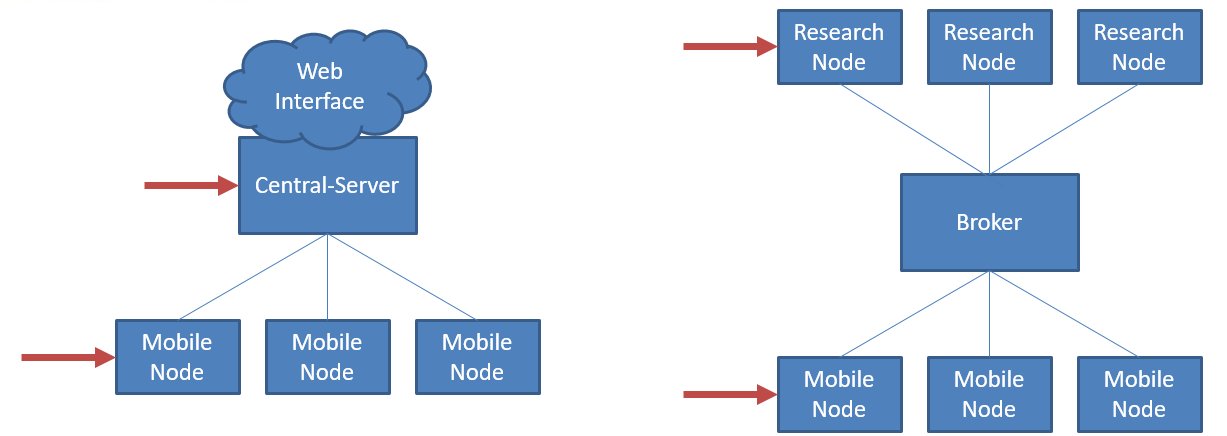 Web
Interface
Central-Server
Mobile
Node
Mobile
Node
Mobile
Node
Research
Node
Research
Node
Research
Node
Broker
Mobile
Node
Mobile
Node
Mobile
Node